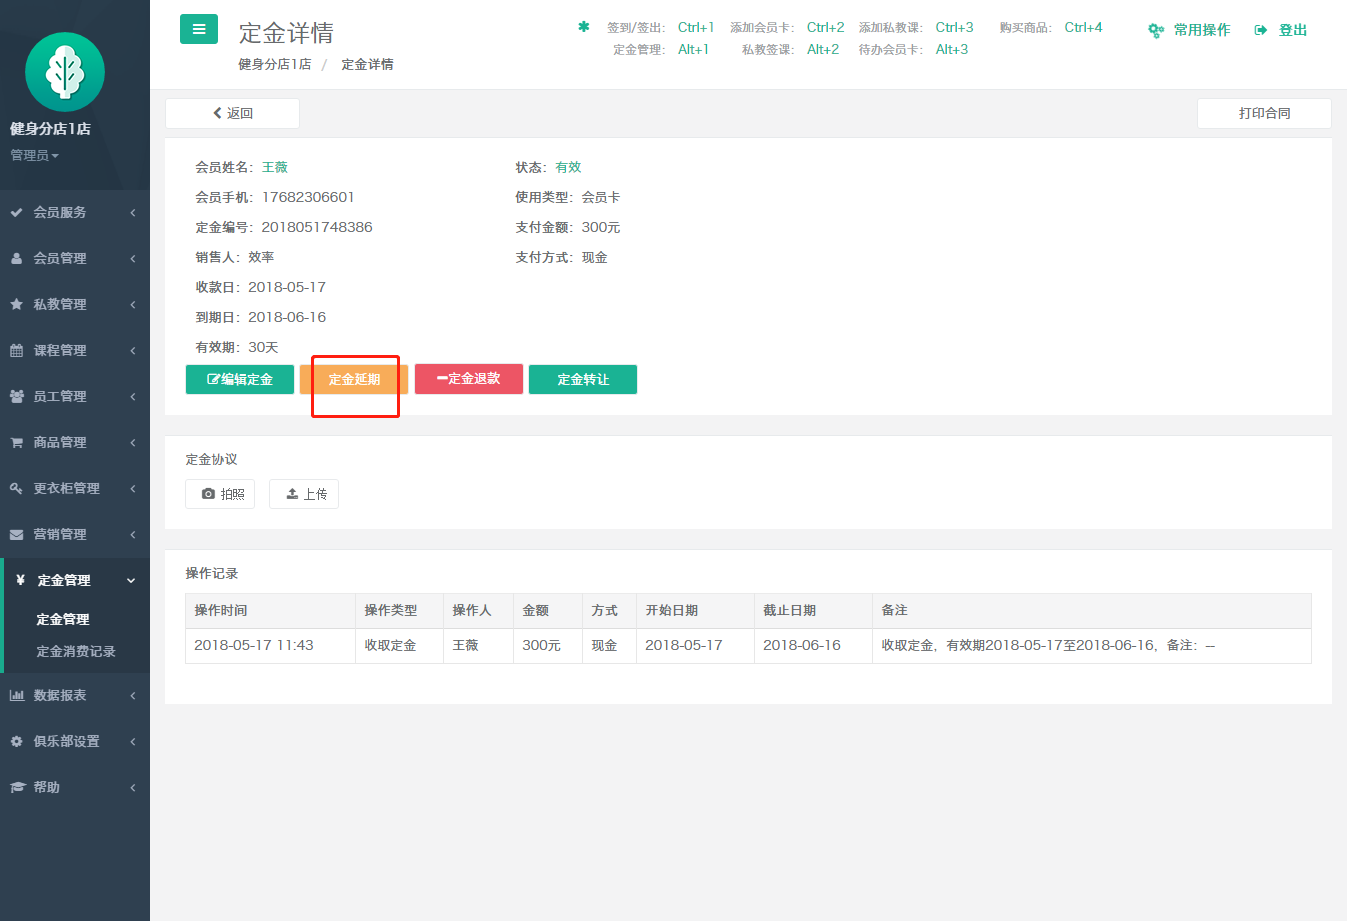 健身分店1店
管理员
会员服务
会员管理
私教管理
课程管理
员工管理
商品管理
更衣柜管理
营销管理
定金管理
定金管理
定金消费记录
数据报表
俱乐部设置
帮助
定金详情
健身分店1店 / 定金详情
签到/签出： Ctrl+1 添加会员卡： Ctrl+2 添加私教课： Ctrl+3 购买商品： Ctrl+4
定金管理： Alt+1 私教签课： Alt+2 待办会员卡： Alt+3
常用操作 登出
返回 打印合同
会员姓名：王薇 状态：有效
会员手机：17682306601 使用类型：会员卡
定金编号：2018051748386 支付金额：300元
销售人：效率 支付方式：现金
收款日：2018-05-17
到期日：2018-06-16
有效期：30天
编辑定金 定金延期 定金退款 定金转让
定金协议
拍照 上传
操作记录
操作时间 操作类型 操作人 金额 方式 开始日期 截止日期 备注
2018-05-17 11:43 收取定金 王薇 300元 现金 2018-05-17 2018-06-16 收取定金，有效期2018-05-17至2018-06-16，备注：--